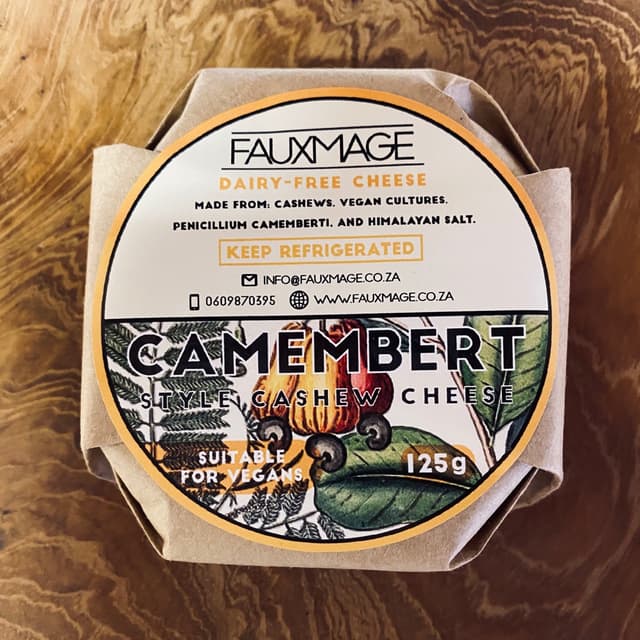 FAUXMAGE
DAIRY-FREE CHEESE
MADE FROM: CASHEWS, VEGAN CULTURES,
PENICILLIUM CAMEMBERTI, AND HIMALAYAN SALT.
KEEP REFRIGERATED
INFO@FAUXMAGE.CO.ZA
0609870395 WWW.FAUXMAGE.CO.ZA
CAMEMBERT
STYLE CASHEW CHEESE
SUITABLE
FOR VEGANS
125g